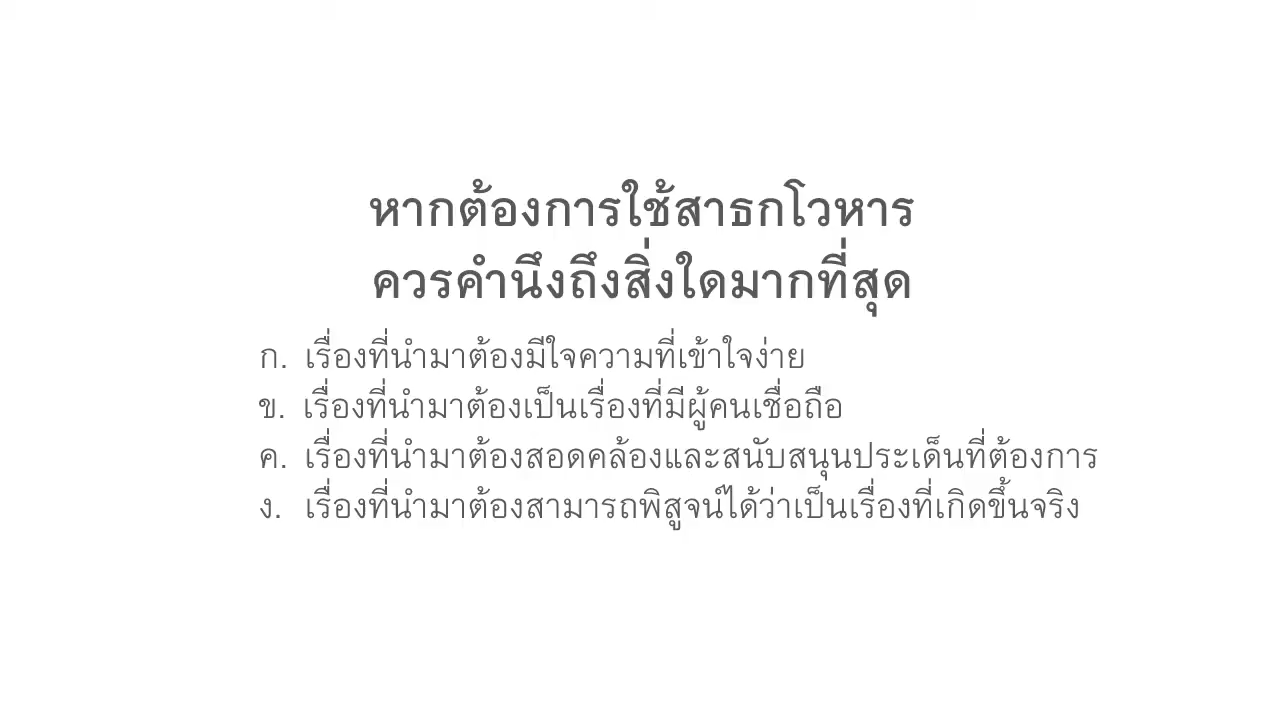 หากต้องการใช้สาธกโวหาร
ควรคำนึงถึงสิ่งใดมากที่สุด
ก. เรื่องที่นำมาต้องมีใจความที่เข้าใจง่าย
ข. เรื่องที่นำมาต้องเป็นเรื่องที่มีผู้คนเชื่อถือ
ค. เรื่องที่นำมาต้องสอดคล้องและสนับสนุนประเด็นที่ต้องการ
ง. เรื่องที่นำมาต้องสามารถพิสูจน์ได้ว่าเป็นเรื่องที่เกิดขึ้นจริง